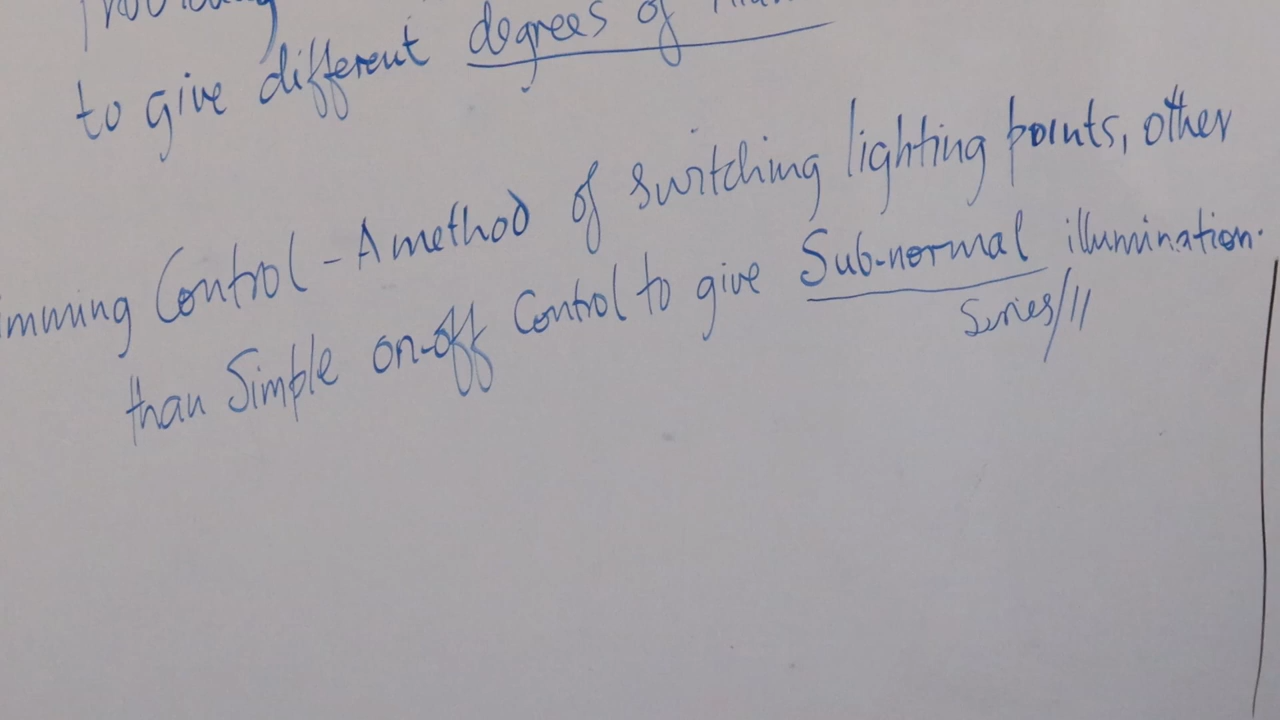 to give different degrees of
Control - A method of switching lighting points, other
than Simple on-off Control to give Sub-normal illumination.
Series/11